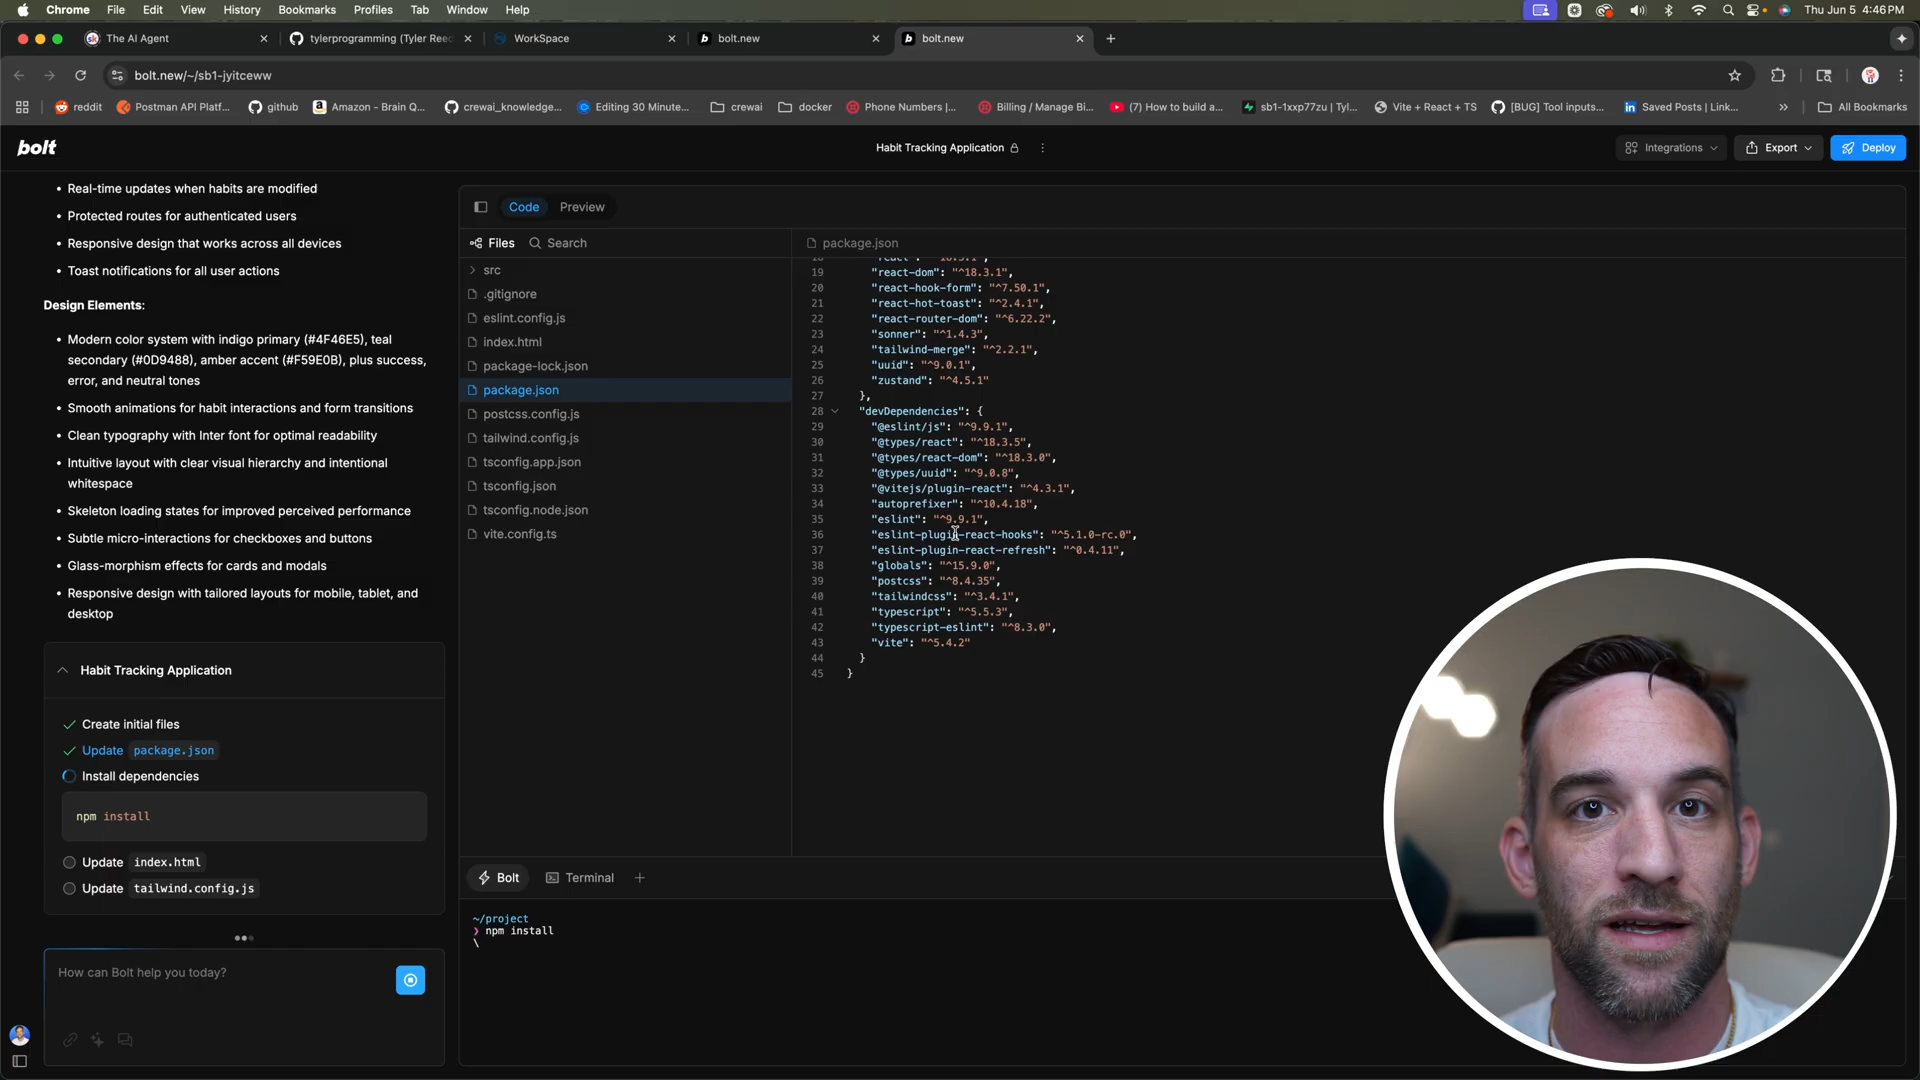 Chrome File Edit View History Bookmarks Profiles Tab Window Help Thu Jun 5 4:46 PM
The AI Agent tylerprogramming (Tyler Reed WorkSpace bolt.new bolt.new
bolt.new/~/sb1-jyitceww
reddit Postman API Platf... github Amazon - Brain Q... crewai_knowledge... Editing 30 Minute... crewai docker Phone Numbers |... Billing / Manage Bi... (7) How to build a... sb1-1xxp77zu | Tyl... Vite + React + TS [BUG] Tool inputs... Saved Posts | Link... All Bookmarks
bolt Habit Tracking Application Integrations Export Deploy
• Real-time updates when habits are modified
• Protected routes for authenticated users
• Responsive design that works across all devices
• Toast notifications for all user actions
Design Elements:
• Modern color system with indigo primary (#4F46E5), teal
secondary (#0D9488), amber accent (#F59E0B), plus success,
error, and neutral tones
• Smooth animations for habit interactions and form transitions
• Clean typography with Inter font for optimal readability
• Intuitive layout with clear visual hierarchy and intentional
whitespace
• Skeleton loading states for improved perceived performance
• Subtle micro-interactions for checkboxes and buttons
• Glass-morphism effects for cards and modals
• Responsive design with tailored layouts for mobile, tablet, and
desktop
Habit Tracking Application
Create initial files
Update package.json
Install dependencies
npm install
Update index.html
Update tailwind.config.js
How can Bolt help you today?
Code Preview
Files Search
src
.gitignore
eslint.config.js
index.html
package-lock.json
package.json
postcss.config.js
tailwind.config.js
tsconfig.app.json
tsconfig.json
tsconfig.node.json
vite.config.ts
package.json
18 "react": "^18.3.1",
19 "react-dom": "^18.3.1",
20 "react-hook-form": "^7.50.1",
21 "react-hot-toast": "^2.4.1",
22 "react-router-dom": "^6.22.2",
23 "sonner": "^1.4.3",
24 "tailwind-merge": "^2.2.1",
25 "uuid": "^9.0.1",
26 "zustand": "^4.5.1"
27 },
28 "devDependencies": {
29 "@eslint/js": "^9.9.1",
30 "@types/react": "^18.3.5",
31 "@types/react-dom": "^18.3.0",
32 "@types/uuid": "^9.0.8",
33 "@vitejs/plugin-react": "^4.3.1",
34 "autoprefixer": "^10.4.18",
35 "eslint": "^9.9.1",
36 "eslint-plugin-react-hooks": "^5.1.0-rc.0",
37 "eslint-plugin-react-refresh": "^0.4.11",
38 "globals": "^15.9.0",
39 "postcss": "^8.4.35",
40 "tailwindcss": "^3.4.1",
41 "typescript": "^5.5.3",
42 "typescript-eslint": "^8.3.0",
43 "vite": "^5.4.2"
44 }
45 }
Bolt Terminal
~/project
❯ npm install
\